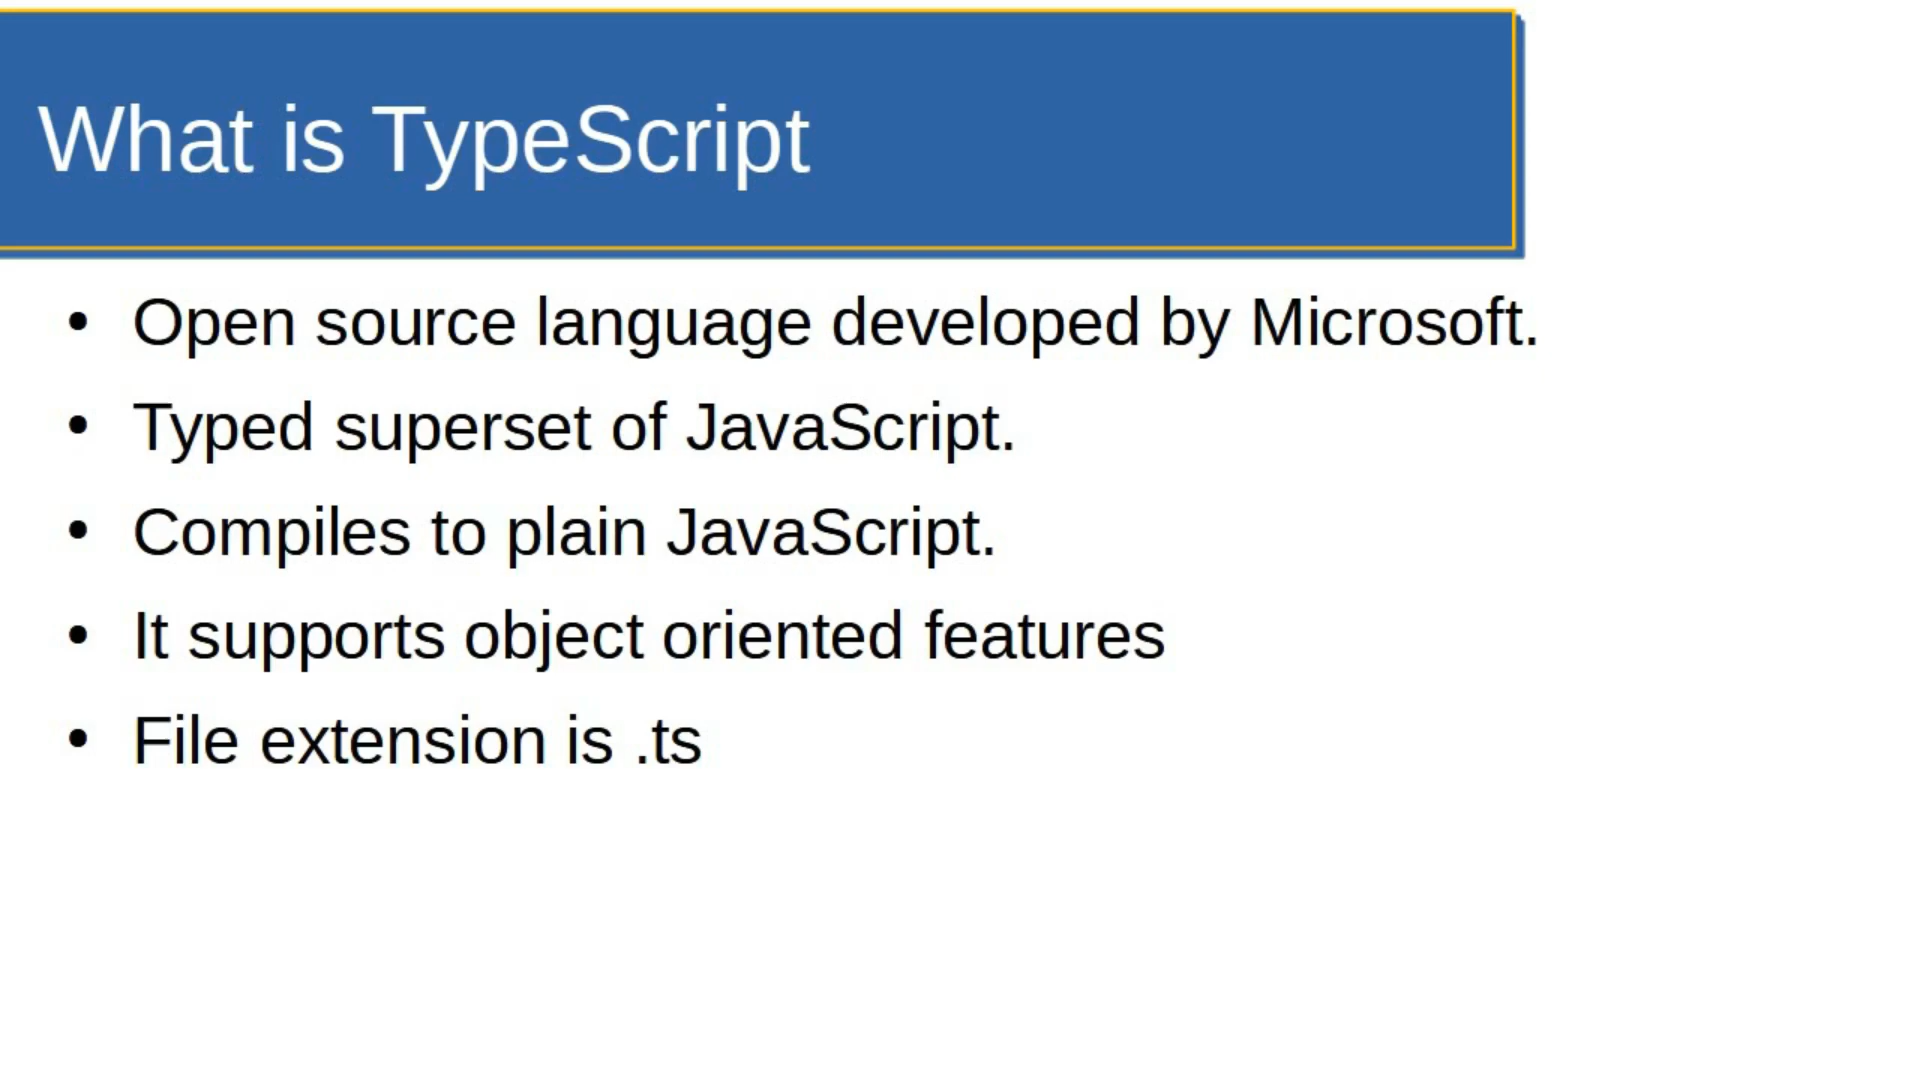 What is TypeScript
• Open source language developed by Microsoft.
• Typed superset of JavaScript.
• Compiles to plain JavaScript.
• It supports object oriented features
• File extension is .ts